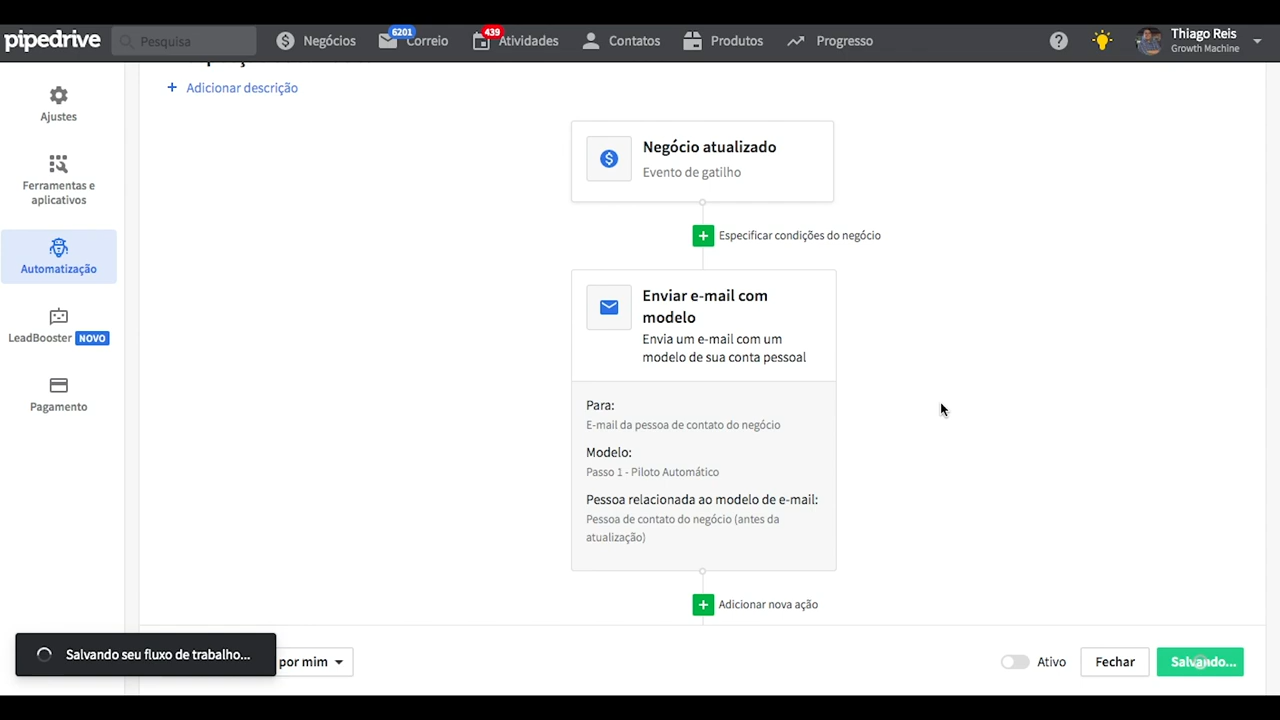 pipedrive
Pesquisa
Negócios
6201
Correio
439
Atividades
Contatos
Produtos
Progresso
Thiago Reis
Growth Machine
+ Adicionar descrição
Ajustes
Ferramentas e
aplicativos
Automatização
LeadBooster NOVO
Pagamento
Negócio atualizado
Evento de gatilho
Especificar condições do negócio
Enviar e-mail com
modelo
Envia um e-mail com um
modelo de sua conta pessoal
Para:
E-mail da pessoa de contato do negócio
Modelo:
Passo 1 - Piloto Automático
Pessoa relacionada ao modelo de e-mail:
Pessoa de contato do negócio (antes da
atualização)
Adicionar nova ação
Salvando seu fluxo de trabalho...
por mim
Ativo
Fechar
Salvando...